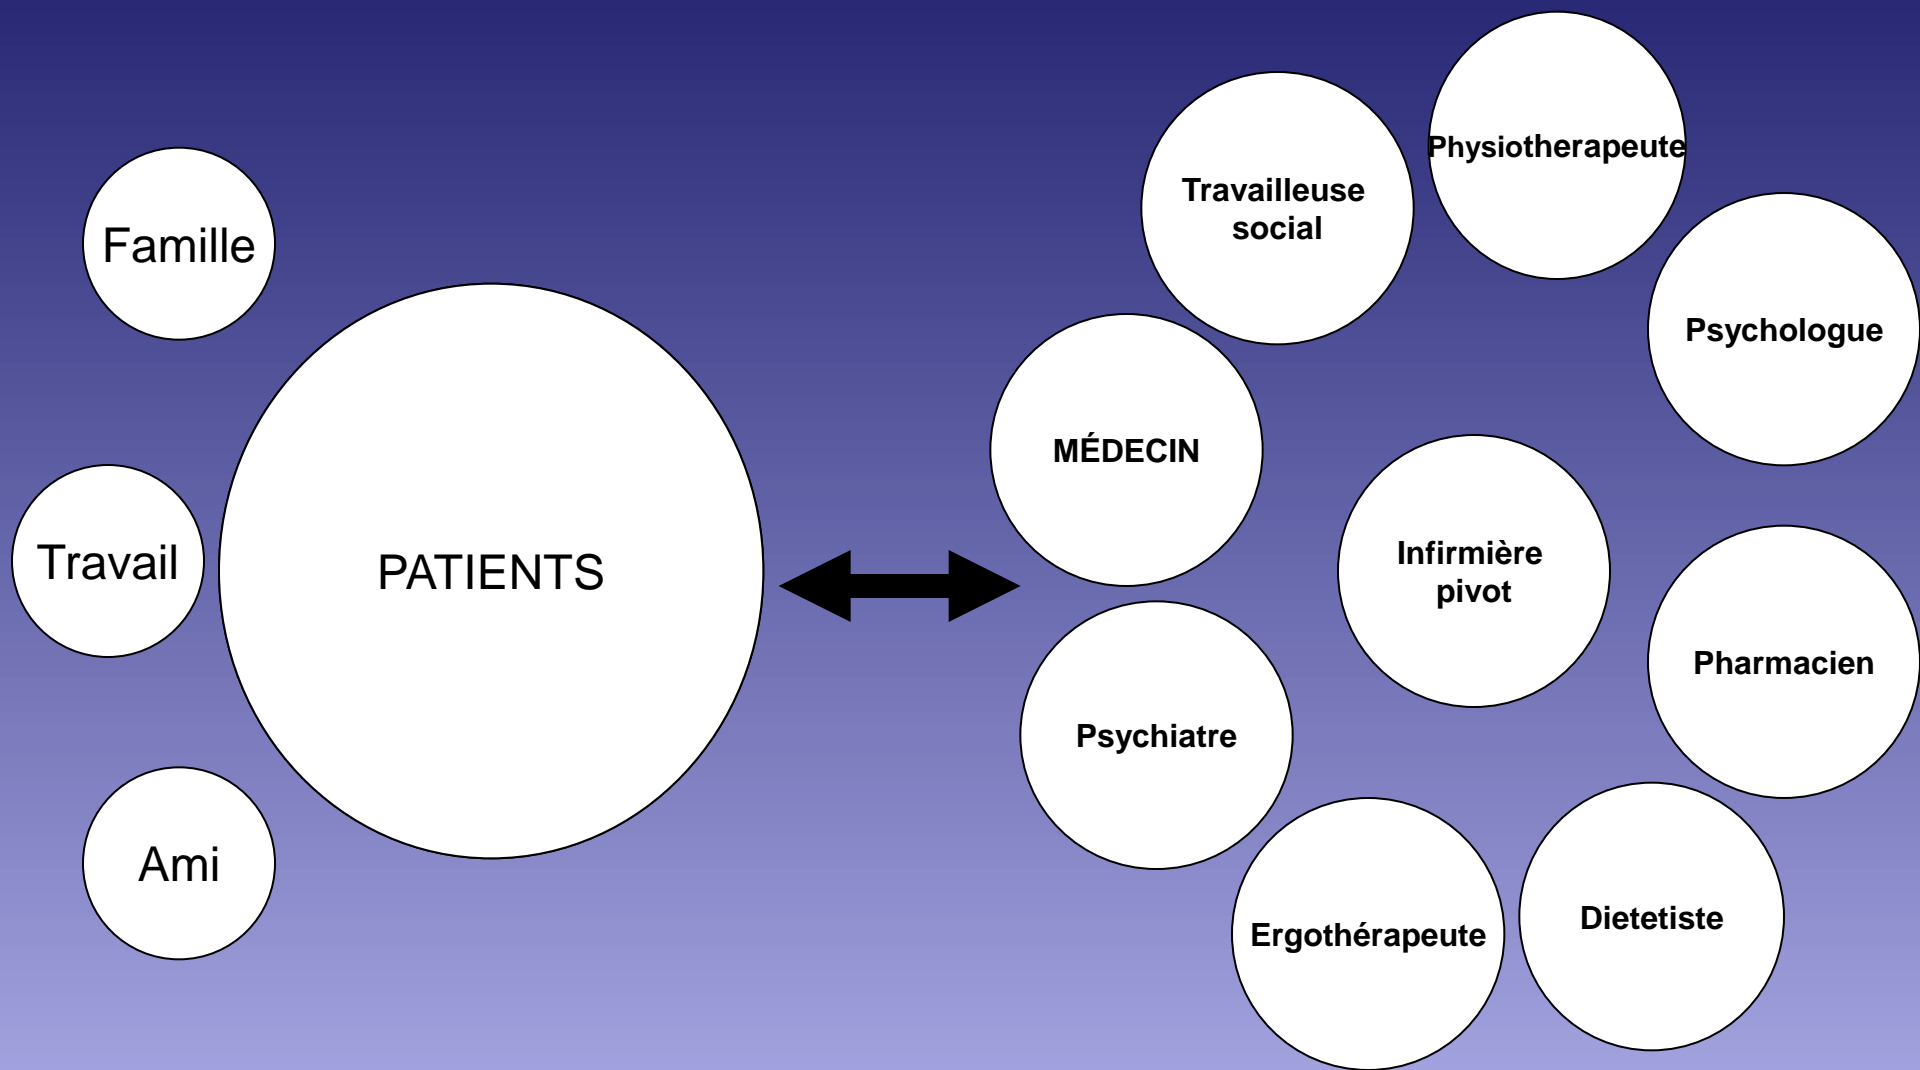 Famille
Travail
Ami
PATIENTS
Travailleuse
social
Physiotherapeute
Psychologue
MÉDECIN
Infirmière
pivot
Pharmacien
Psychiatre
Ergothérapeute
Dietetiste